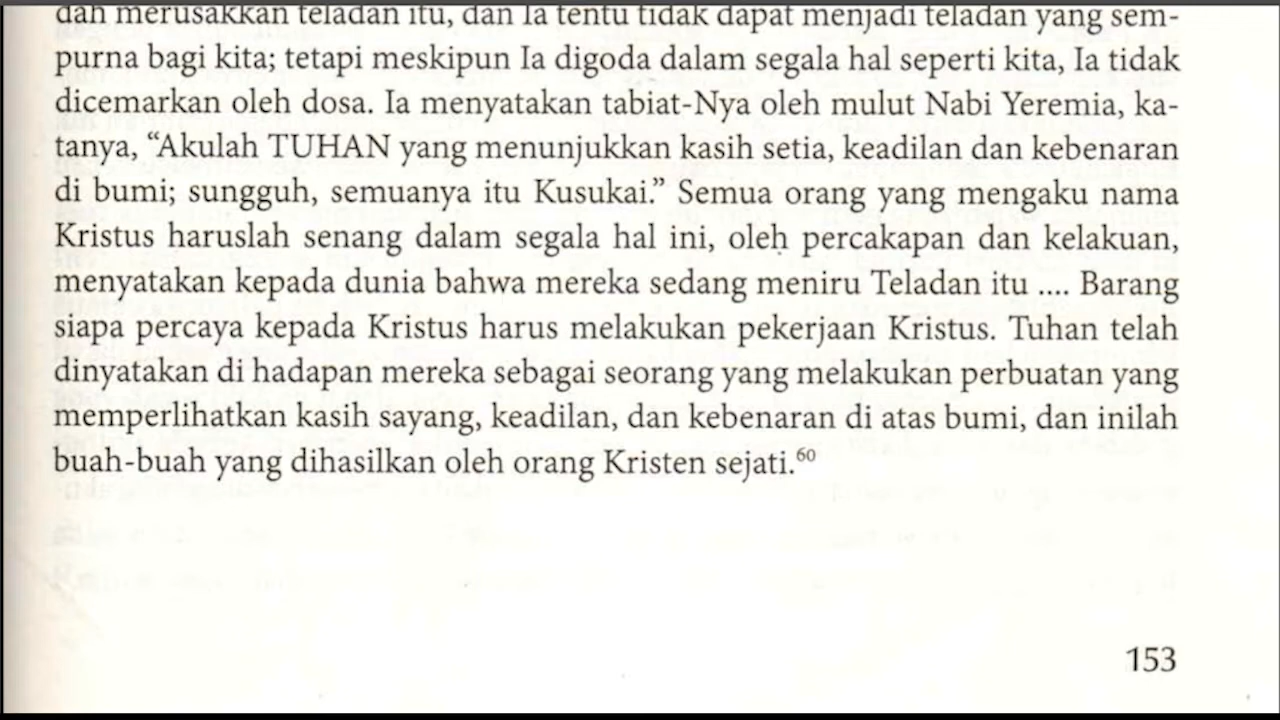 dah merusakkan teladan itu, dan Ia tentu tidak dapat menjadi teladan yang sem-
purna bagi kita; tetapi meskipun Ia digoda dalam segala hal seperti kita, Ia tidak
dicemarkan oleh dosa. Ia menyatakan tabiat-Nya oleh mulut Nabi Yeremia, ka-
tanya, “Akulah TUHAN yang menunjukkan kasih setia, keadilan dan kebenaran
di bumi; sungguh, semuanya itu Kusukai.” Semua orang yang mengaku nama
Kristus haruslah senang dalam segala hal ini, oleh percakapan dan kelakuan,
menyatakan kepada dunia bahwa mereka sedang meniru Teladan itu .... Barang
siapa percaya kepada Kristus harus melakukan pekerjaan Kristus. Tuhan telah
dinyatakan di hadapan mereka sebagai seorang yang melakukan perbuatan yang
memperlihatkan kasih sayang, keadilan, dan kebenaran di atas bumi, dan inilah
buah-buah yang dihasilkan oleh orang Kristen sejati.⁶⁰
153